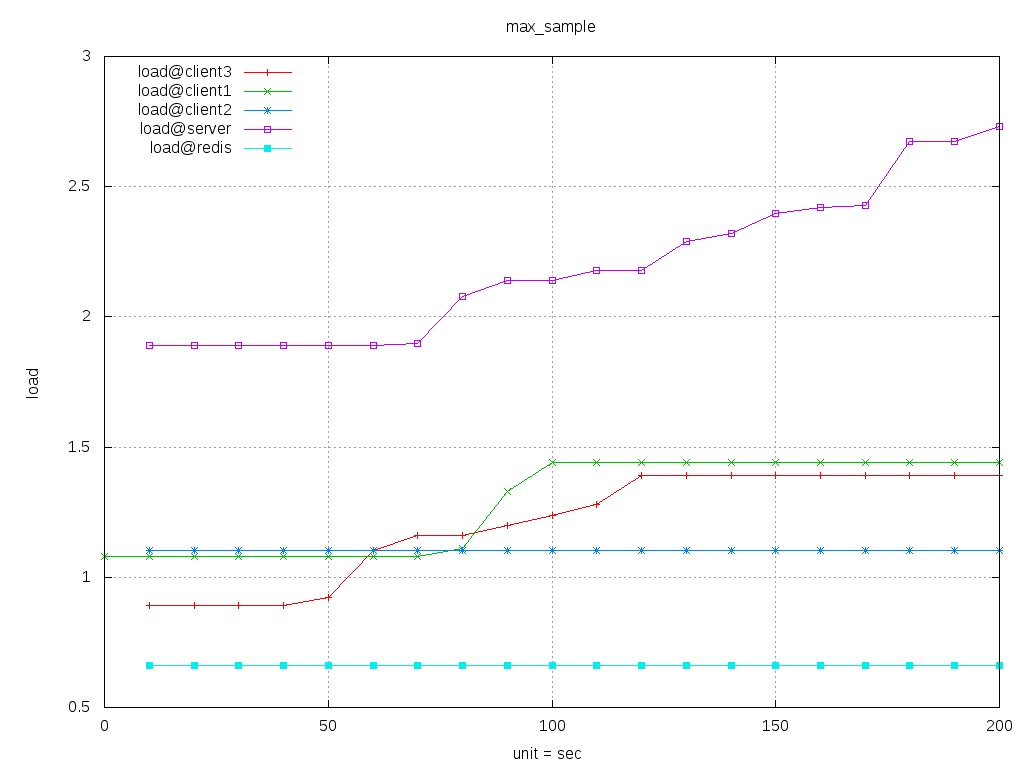 max_sample
load@client3
load@client1
load@client2
load@server
load@redis
3
2.5
2
1.5
1
0.5
load
0 50 100 150 200
unit = sec